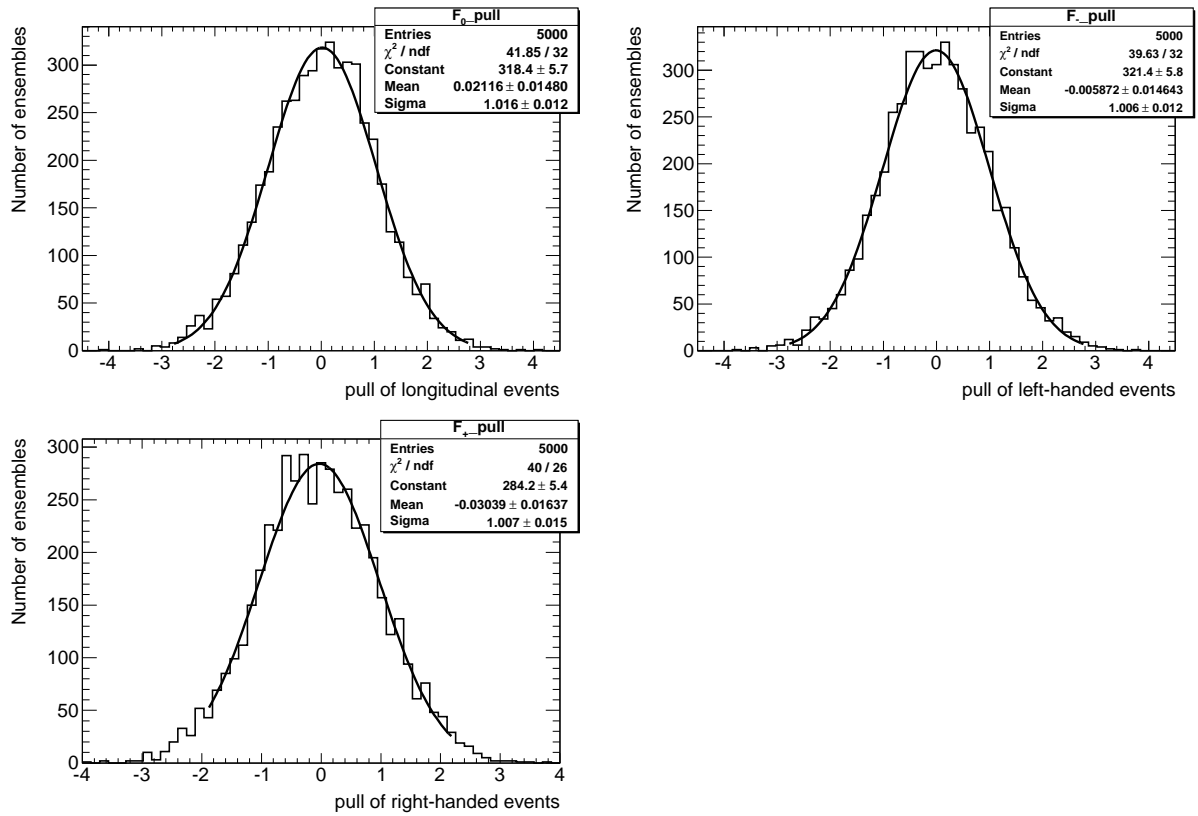 F₀_pull
Entries 5000
χ² / ndf 41.85 / 32
Constant 318.4 ± 5.7
Mean 0.02116 ± 0.01480
Sigma 1.016 ± 0.012
Number of ensembles
300
250
200
150
100
50
0
-4 -3 -2 -1 0 1 2 3 4
pull of longitudinal events
F-_pull
Entries 5000
χ² / ndf 39.63 / 32
Constant 321.4 ± 5.8
Mean -0.005872 ± 0.014643
Sigma 1.006 ± 0.012
Number of ensembles
300
250
200
150
100
50
0
-4 -3 -2 -1 0 1 2 3 4
pull of left-handed events
F₊_pull
Entries 5000
χ² / ndf 40 / 26
Constant 284.2 ± 5.4
Mean -0.03039 ± 0.01637
Sigma 1.007 ± 0.015
Number of ensembles
300
250
200
150
100
50
0
-4 -3 -2 -1 0 1 2 3 4
pull of right-handed events